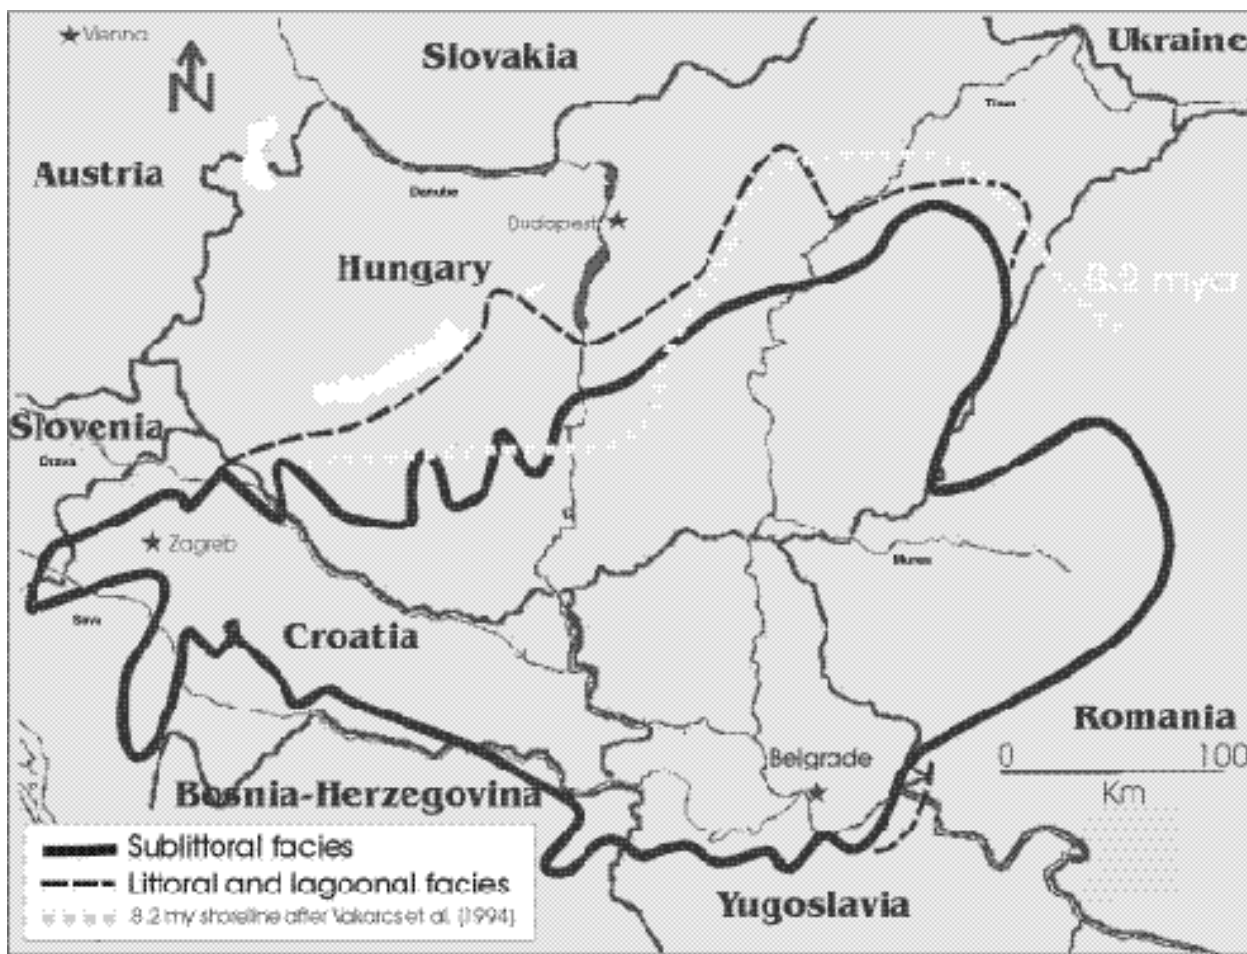 Vienna
N
Slovakia
Ukraine
Tisza
Austria
Danube
Budapest
Hungary
8.2 mya
Slovenia
Drava
Zagreb
Mures
Sava
Croatia
Romania
Belgrade
0 100
Km
Bosnia-Herzegovina
Yugoslavia
Sublittoral facies
Littoral and lagoonal facies
8.2 my shoreline after Vakarcs et al. (1994)